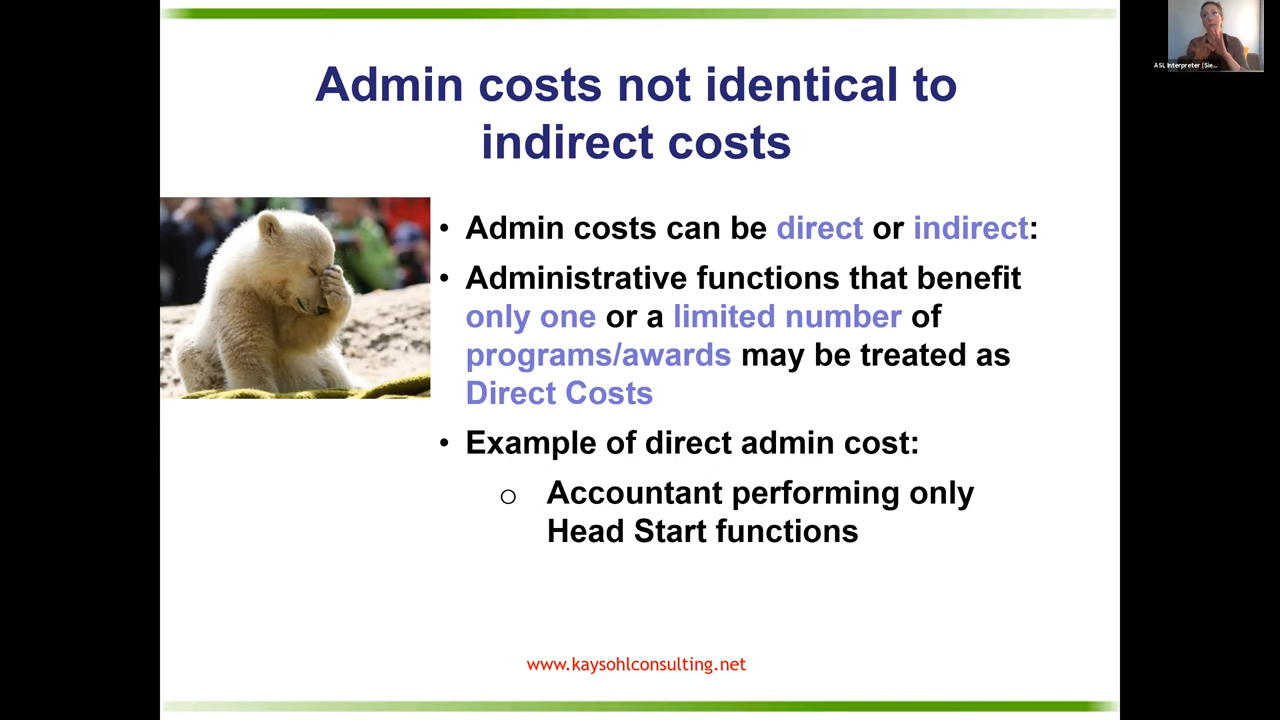 ASL Interpreter (Sie...
Admin costs not identical to
indirect costs
• Admin costs can be direct or indirect:
• Administrative functions that benefit
only one or a limited number of
programs/awards may be treated as
Direct Costs
• Example of direct admin cost:
o Accountant performing only
Head Start functions
www.kaysohlconsulting.net